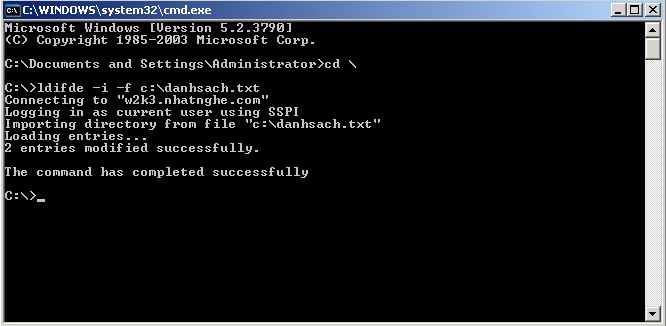 C:\WINDOWS\system32\cmd.exe
Microsoft Windows [Version 5.2.3790]
(C) Copyright 1985-2003 Microsoft Corp.
C:\Documents and Settings\Administrator>cd \
C:\>ldifde -i -f c:\danhsach.txt
Connecting to "w2k3.nhatnghe.com"
Logging in as current user using SSPI
Importing directory from file "c:\danhsach.txt"
Loading entries...
2 entries modified successfully.
The command has completed successfully
C:\>_